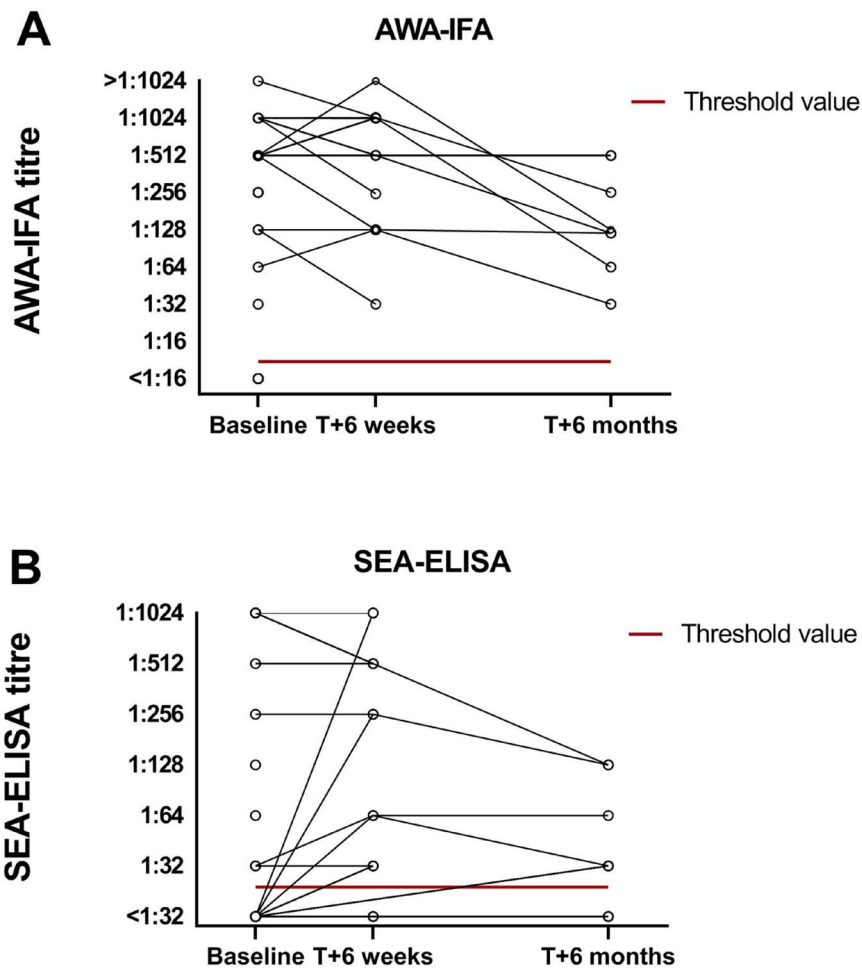 A
AWA-IFA
AWA-IFA titre
>1:1024
1:1024
1:512
1:256
1:128
1:64
1:32
1:16
<1:16
Threshold value
Baseline T+6 weeks T+6 months
B
SEA-ELISA
SEA-ELISA titre
1:1024
1:512
1:256
1:128
1:64
1:32
<1:32
Threshold value
Baseline T+6 weeks T+6 months